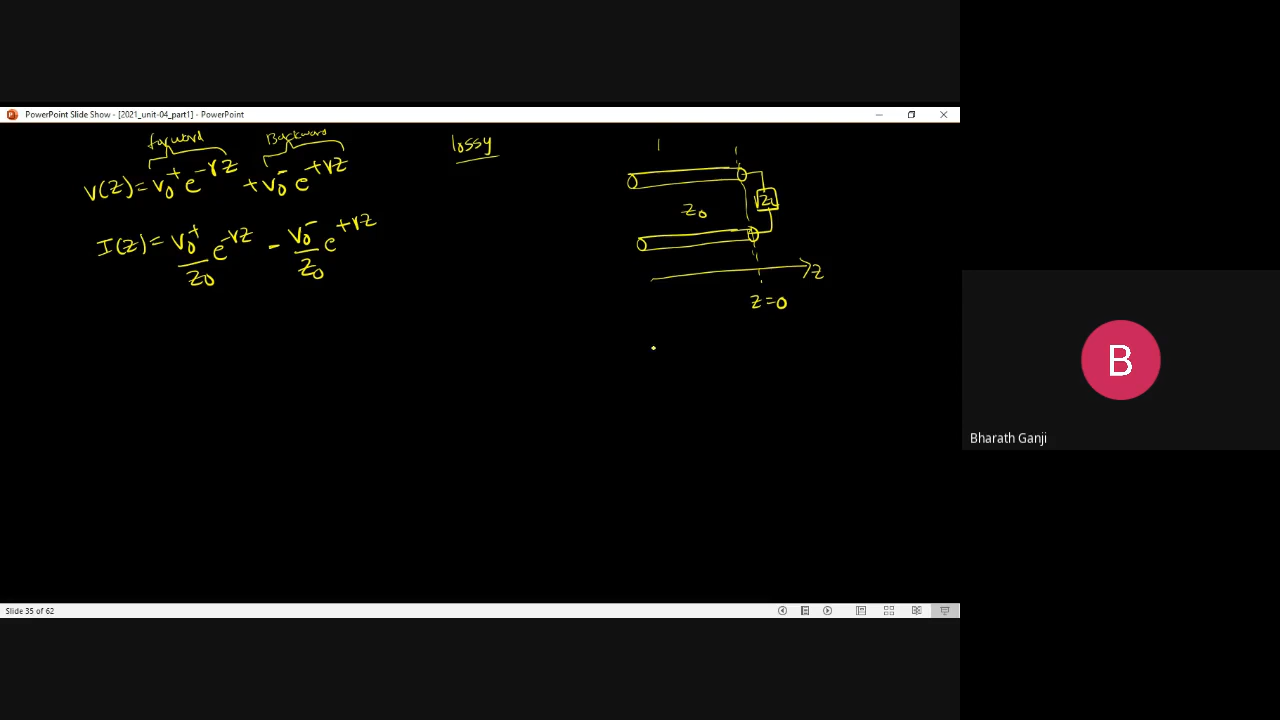 PowerPoint Slide Show - [2021_unit-04_part1] - PowerPoint
forward Backward
lossy
V(z)= V₀⁺ e^{-γz} + V₀⁻ e^{+γz}
I(z)= V₀⁺/Z₀ e^{-γz} - V₀⁻/Z₀ e^{+γz}
Z_L
Z₀
z
z=0
B
Bharath Ganji
Slide 35 of 62